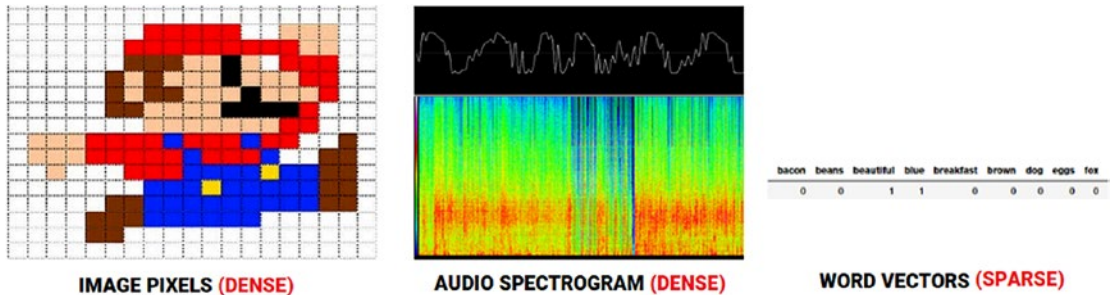 bacon beans beautiful blue breakfast brown dog eggs fox
0 0 1 1 0 0 0 0 0
IMAGE PIXELS (DENSE)
AUDIO SPECTROGRAM (DENSE)
WORD VECTORS (SPARSE)